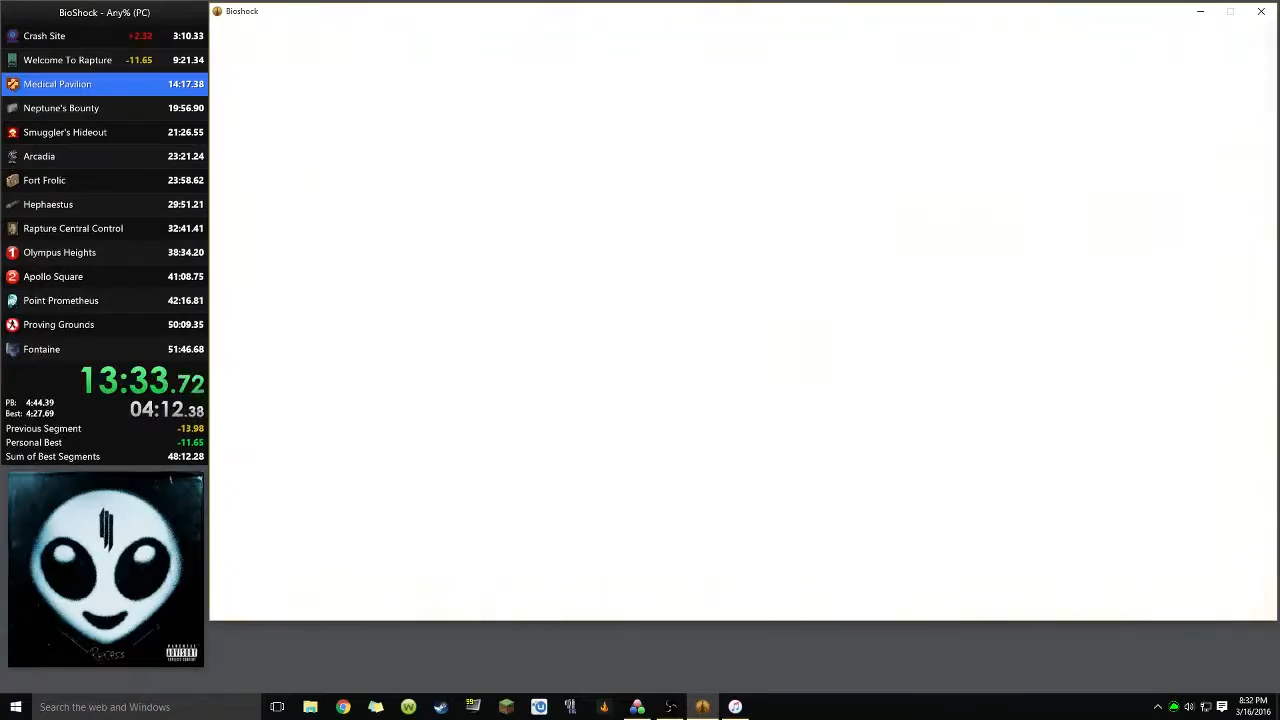 BioShock - Any% (PC)
Bioshock
Crash Site +2.32 3:10.33
Welcome To Rapture -11.65 9:21.34
Medical Pavilion 14:17.38
Neptune's Bounty 19:56.90
Smuggler's Hideout 21:26.55
Arcadia 23:21.24
Fort Frolic 23:58.62
Hephaestus 29:51.21
Rapture Central Control 32:41.41
Olympus Heights 38:34.20
Apollo Square 41:08.75
Point Prometheus 42:16.81
Proving Grounds 50:09.35
Fontaine 51:46.68
13:33.72
PB: 4:44.39
Best: 4:27.69
04:12.38
Previous Segment -13.98
Personal Best -11.65
Sum of Best Segments 48:12.28
Recess
PARENTAL
ADVISORY
EXPLICIT CONTENT
Search the web and Windows
8:32 PM
3/16/2016